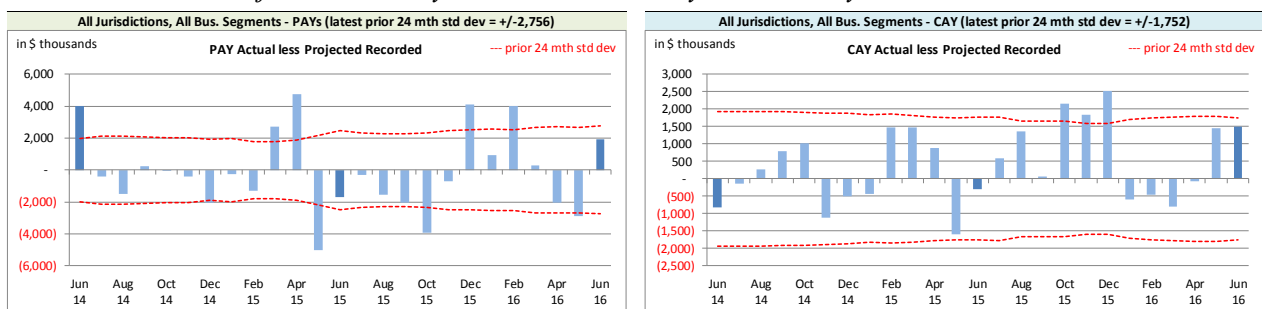 All Jurisdictions, All Bus. Segments - PAYs (latest prior 24 mth std dev = +/-2,756)
in $ thousands
PAY Actual less Projected Recorded
--- prior 24 mth std dev
6,000
4,000
2,000
-
(2,000)
(4,000)
(6,000)
Jun Aug Oct Dec Feb Apr Jun Aug Oct Dec Feb Apr Jun
14 14 14 14 15 15 15 15 15 15 16 16 16
All Jurisdictions, All Bus. Segments - CAY (latest prior 24 mth std dev = +/-1,752)
in $ thousands
CAY Actual less Projected Recorded
--- prior 24 mth std dev
3,000
2,500
2,000
1,500
1,000
500
-
(500)
(1,000)
(1,500)
(2,000)
(2,500)
Jun Aug Oct Dec Feb Apr Jun Aug Oct Dec Feb Apr Jun
14 14 14 14 15 15 15 15 15 15 16 16 16